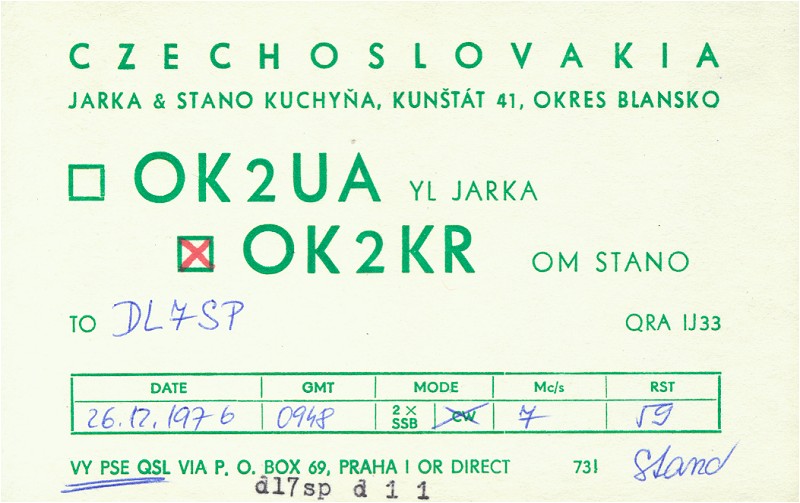 CZECHOSLOVAKIA
JARKA & STANO KUCHYŇA, KUNŠTÁT 41, OKRES BLANSKO
OK2UA YL JARKA
OK2KR OM STANO
TO DL7SP QRA IJ33
DATE GMT MODE Mc/s RST
26.12.1976 0948 2 X SSB CW 7 59
VY PSE QSL VIA P. O. BOX 69, PRAHA 1 OR DIRECT 731
dl7sp d 1 1